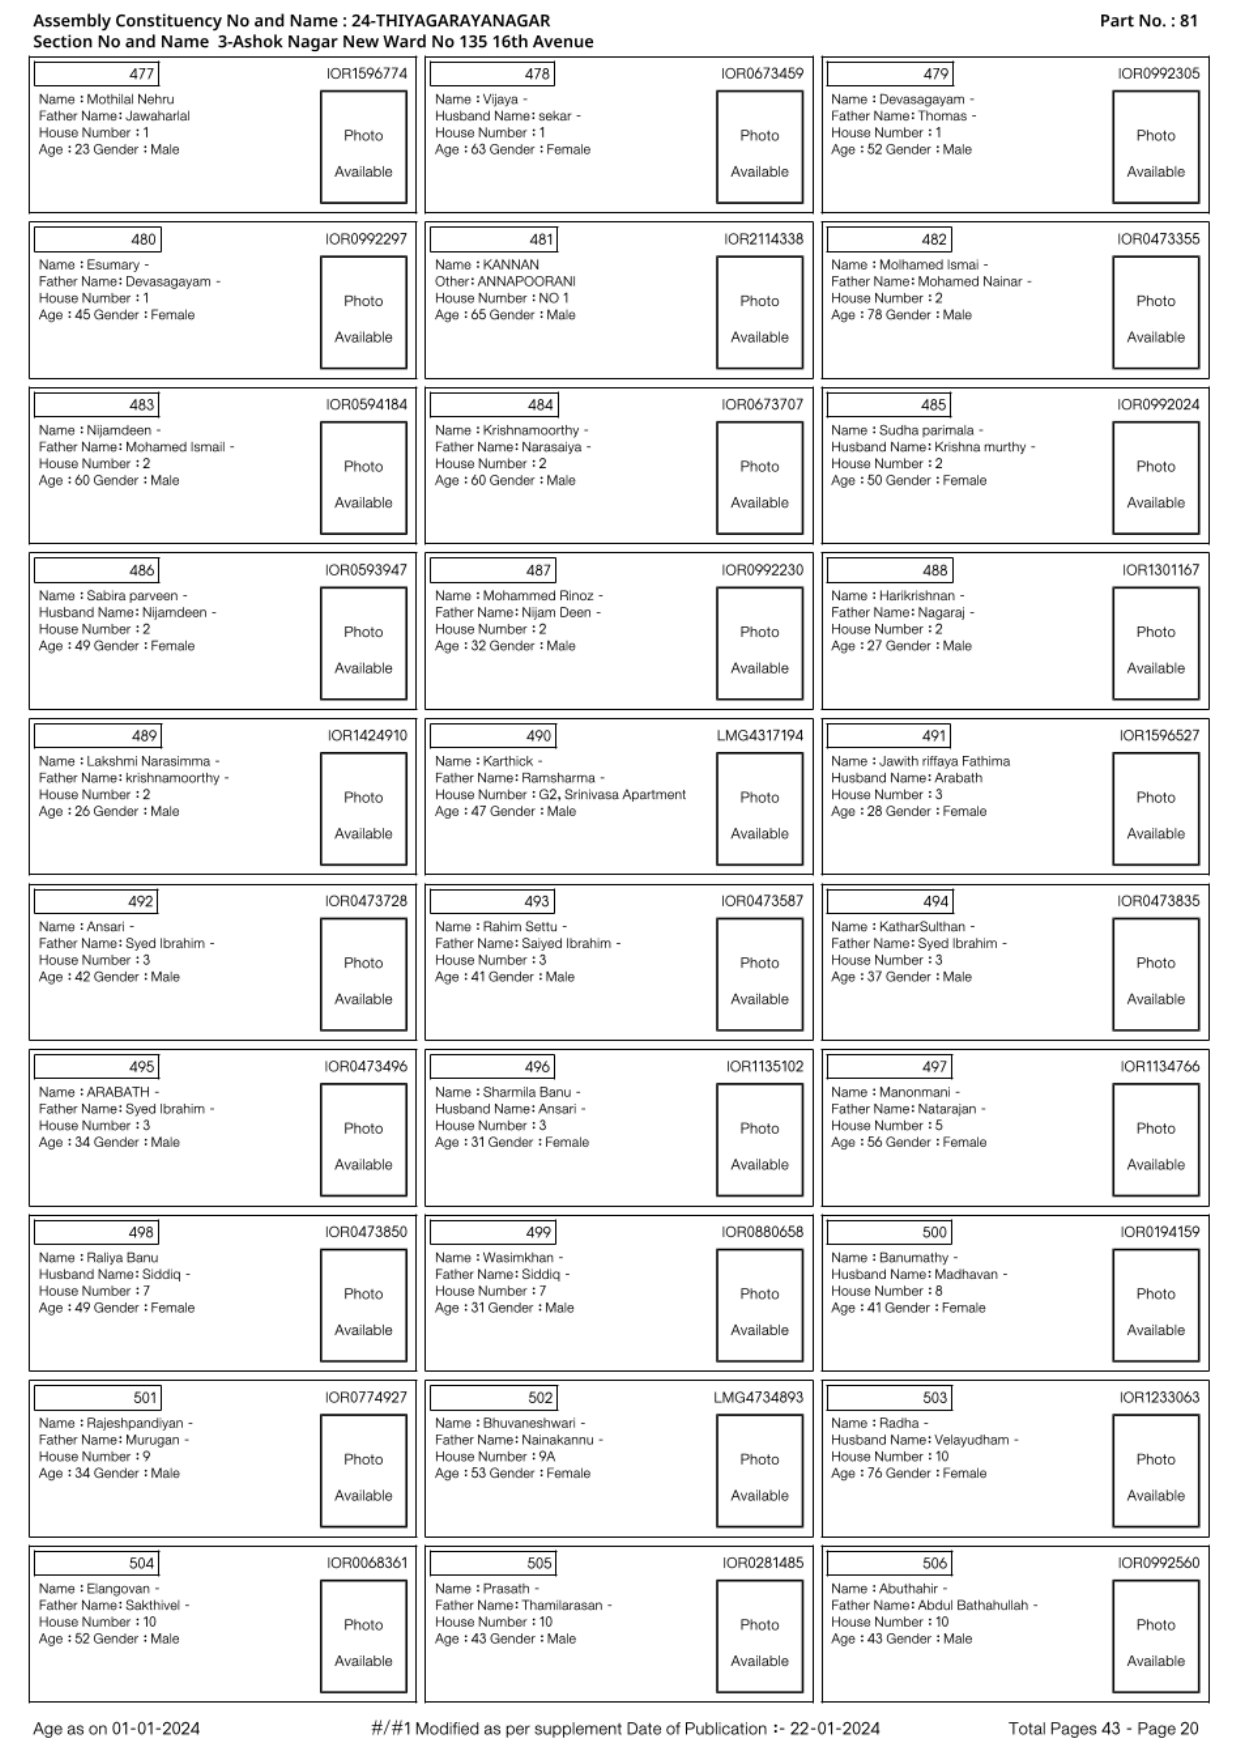 Assembly Constituency No and Name : 24-THIYAGARAYANAGAR
Part No. : 81
Section No and Name 3-Ashok Nagar New Ward No 135 16th Avenue
477 IOR1596774
Name : Mothilal Nehru
Father Name: Jawaharlal
House Number : 1
Age : 23 Gender : Male
Photo
Available
478 IOR0673459
Name : Vijaya -
Husband Name: sekar -
House Number : 1
Age : 63 Gender : Female
Photo
Available
479 IOR0992305
Name : Devasagayam -
Father Name: Thomas -
House Number : 1
Age : 52 Gender : Male
Photo
Available
480 IOR0992297
Name : Esumary -
Father Name: Devasagayam -
House Number : 1
Age : 45 Gender : Female
Photo
Available
481 IOR2114338
Name : KANNAN
Other: ANNAPOORANI
House Number : NO 1
Age : 65 Gender : Male
Photo
Available
482 IOR0473355
Name : Molhamed Ismai -
Father Name: Mohamed Nainar -
House Number : 2
Age : 78 Gender : Male
Photo
Available
483 IOR0594184
Name : Nijamdeen -
Father Name: Mohamed Ismail -
House Number : 2
Age : 60 Gender : Male
Photo
Available
484 IOR0673707
Name : Krishnamoorthy -
Father Name: Narasaiya -
House Number : 2
Age : 60 Gender : Male
Photo
Available
485 IOR0992024
Name : Sudha parimala -
Husband Name: Krishna murthy -
House Number : 2
Age : 50 Gender : Female
Photo
Available
486 IOR0593947
Name : Sabira parveen -
Husband Name: Nijamdeen -
House Number : 2
Age : 49 Gender : Female
Photo
Available
487 IOR0992230
Name : Mohammed Rinoz -
Father Name: Nijam Deen -
House Number : 2
Age : 32 Gender : Male
Photo
Available
488 IOR1301167
Name : Harikrishnan -
Father Name: Nagaraj -
House Number : 2
Age : 27 Gender : Male
Photo
Available
489 IOR1424910
Name : Lakshmi Narasimma -
Father Name: krishnamoorthy -
House Number : 2
Age : 26 Gender : Male
Photo
Available
490 LMG4317194
Name : Karthick -
Father Name: Ramsharma -
House Number : G2, Srinivasa Apartment
Age : 47 Gender : Male
Photo
Available
491 IOR1596527
Name : Jawith riffaya Fathima
Husband Name: Arabath
House Number : 3
Age : 28 Gender : Female
Photo
Available
492 IOR0473728
Name : Ansari -
Father Name: Syed Ibrahim -
House Number : 3
Age : 42 Gender : Male
Photo
Available
493 IOR0473587
Name : Rahim Settu -
Father Name: Saiyed Ibrahim -
House Number : 3
Age : 41 Gender : Male
Photo
Available
494 IOR0473835
Name : KatharSulthan -
Father Name: Syed Ibrahim -
House Number : 3
Age : 37 Gender : Male
Photo
Available
495 IOR0473496
Name : ARABATH -
Father Name: Syed Ibrahim -
House Number : 3
Age : 34 Gender : Male
Photo
Available
496 IOR1135102
Name : Sharmila Banu -
Husband Name: Ansari -
House Number : 3
Age : 31 Gender : Female
Photo
Available
497 IOR1134766
Name : Manonmani -
Father Name: Natarajan -
House Number : 5
Age : 56 Gender : Female
Photo
Available
498 IOR0473850
Name : Raliya Banu
Husband Name: Siddiq -
House Number : 7
Age : 49 Gender : Female
Photo
Available
499 IOR0880658
Name : Wasimkhan -
Father Name: Siddiq -
House Number : 7
Age : 31 Gender : Male
Photo
Available
500 IOR0194159
Name : Banumathy -
Husband Name: Madhavan -
House Number : 8
Age : 41 Gender : Female
Photo
Available
501 IOR0774927
Name : Rajeshpandiyan -
Father Name: Murugan -
House Number : 9
Age : 34 Gender : Male
Photo
Available
502 LMG4734893
Name : Bhuvaneshwari -
Father Name: Nainakannu -
House Number : 9A
Age : 53 Gender : Female
Photo
Available
503 IOR1233063
Name : Radha -
Husband Name: Velayudham -
House Number : 10
Age : 76 Gender : Female
Photo
Available
504 IOR0068361
Name : Elangovan -
Father Name: Sakthivel -
House Number : 10
Age : 52 Gender : Male
Photo
Available
505 IOR0281485
Name : Prasath -
Father Name: Thamilarasan -
House Number : 10
Age : 43 Gender : Male
Photo
Available
506 IOR0992560
Name : Abuthahir -
Father Name: Abdul Bathahullah -
House Number : 10
Age : 43 Gender : Male
Photo
Available
Age as on 01-01-2024
#/#1 Modified as per supplement Date of Publication :- 22-01-2024
Total Pages 43 - Page 20